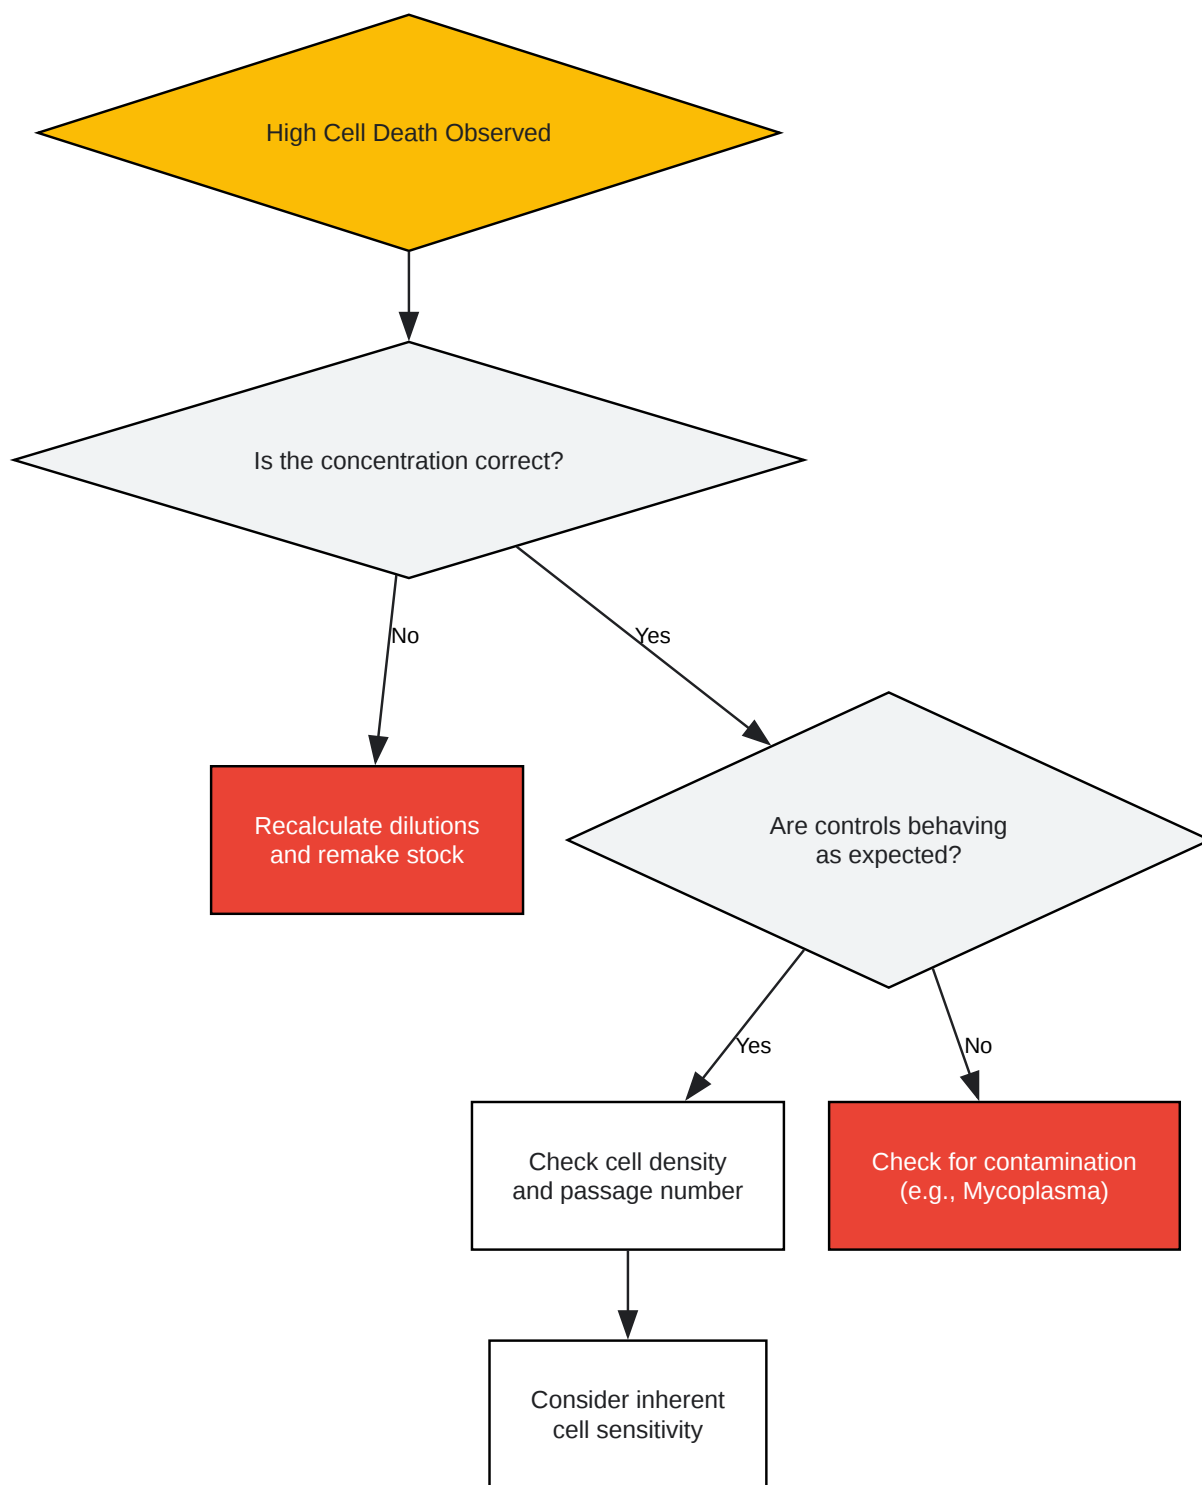 High Cell Death Observed
Is the concentration correct?
No
Yes
Recalculate dilutions
and remake stock
Are controls behaving
as expected?
Yes
No
Check cell density
and passage number
Check for contamination
(e.g., Mycoplasma)
Consider inherent
cell sensitivity